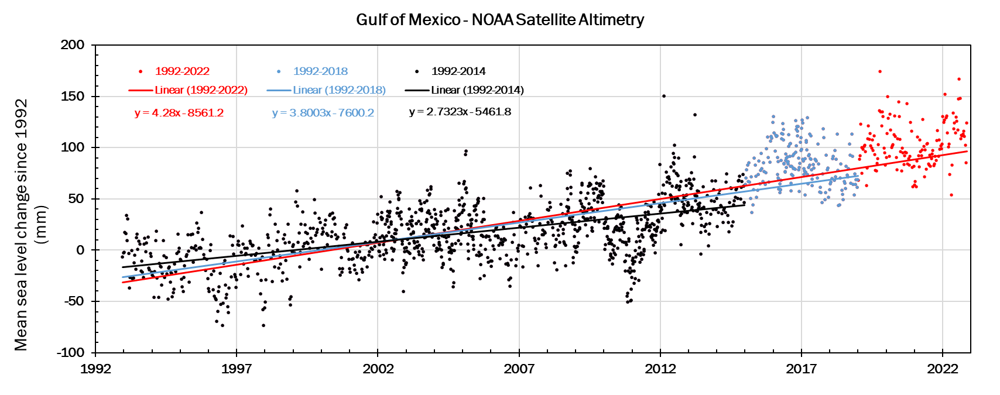 Gulf of Mexico - NOAA Satellite Altimetry
Mean sea level change since 1992
(mm)
200
150
100
50
0
-50
-100
1992-2022
1992-2018
1992-2014
Linear (1992-2022)
Linear (1992-2018)
Linear (1992-2014)
y = 4.28x - 8561.2
y = 3.8003x - 7600.2
y = 2.7323x - 5461.8
1992
1997
2002
2007
2012
2017
2022